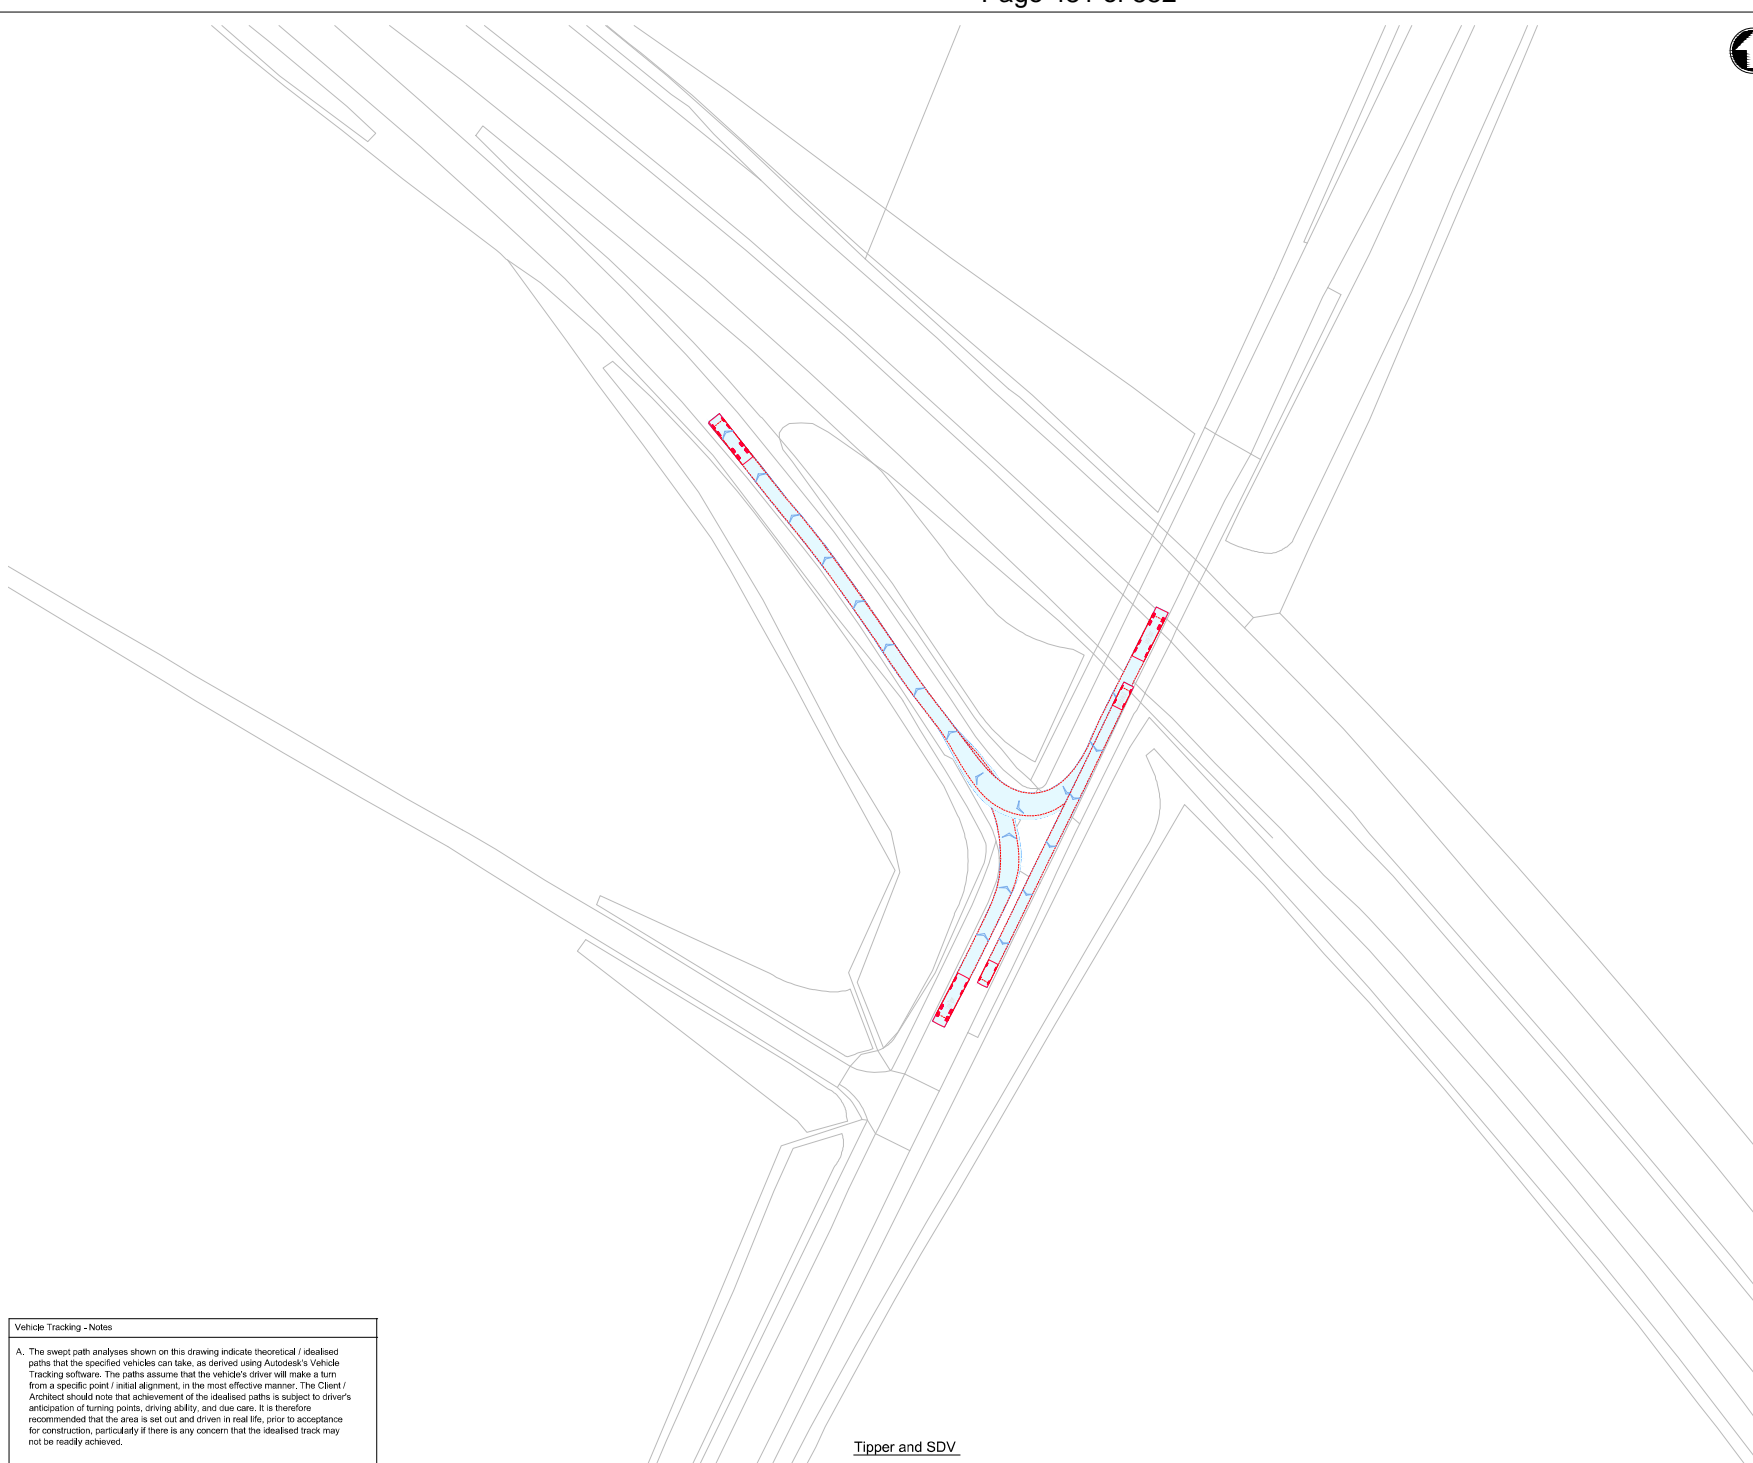 Vehicle Tracking - Notes
A. The swept path analyses shown on this drawing indicate theoretical / idealised
paths that the specified vehicles can take, as derived using Autodesk's Vehicle
Tracking software. The paths assume that the vehicle's driver will make a turn
from a specific point / initial alignment, in the most effective manner. The Client /
Architect should note that achievement of the idealised paths is subject to driver's
anticipation of turning points, driving ability, and due care. It is therefore
recommended that the area is set out and driven in real life, prior to acceptance
for construction, particularly if there is any concern that the idealised track may
not be readily achieved.
Tipper and SDV